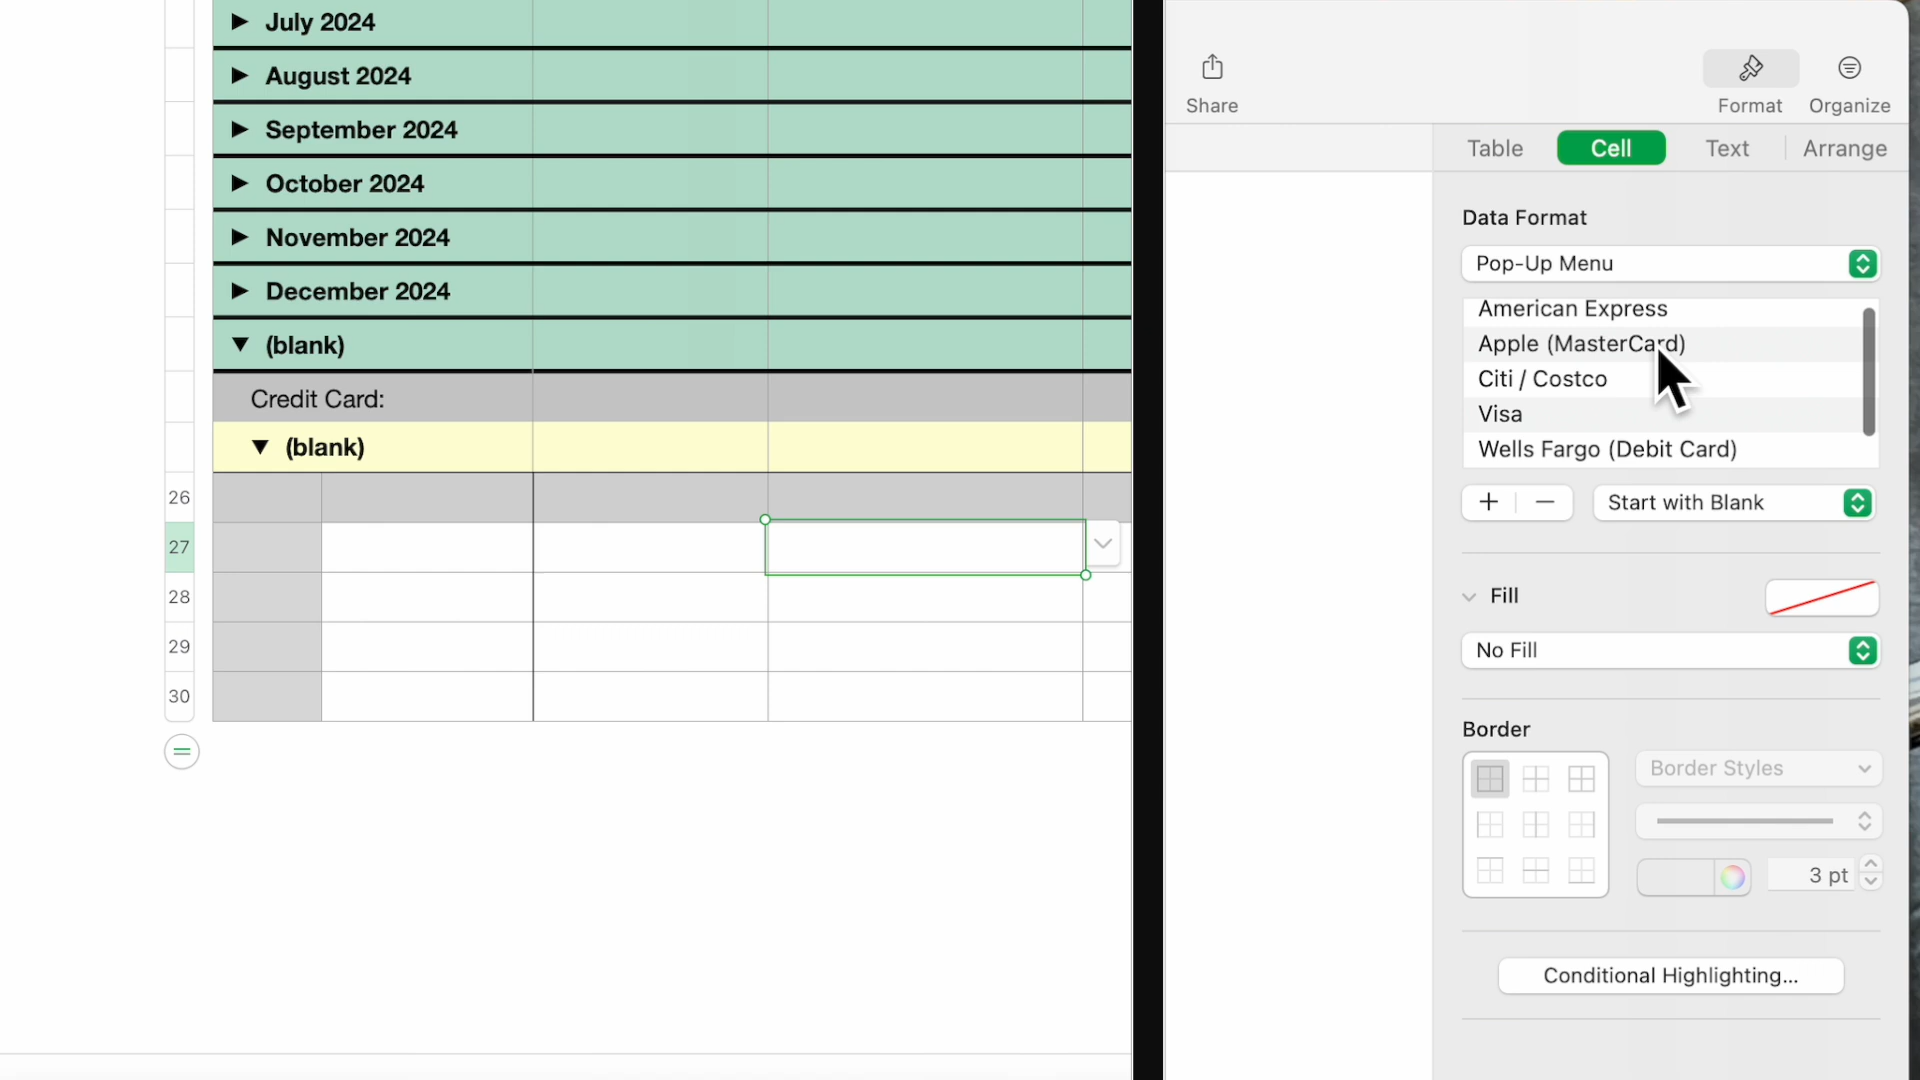 July 2024
August 2024
September 2024
October 2024
November 2024
December 2024
(blank)
Credit Card:
(blank)
26
27
28
29
30
Share
Format
Organize
Table
Cell
Text
Arrange
Data Format
Pop-Up Menu
American Express
Apple (MasterCard)
Citi / Costco
Visa
Wells Fargo (Debit Card)
Start with Blank
Fill
No Fill
Border
Border Styles
3 pt
Conditional Highlighting...